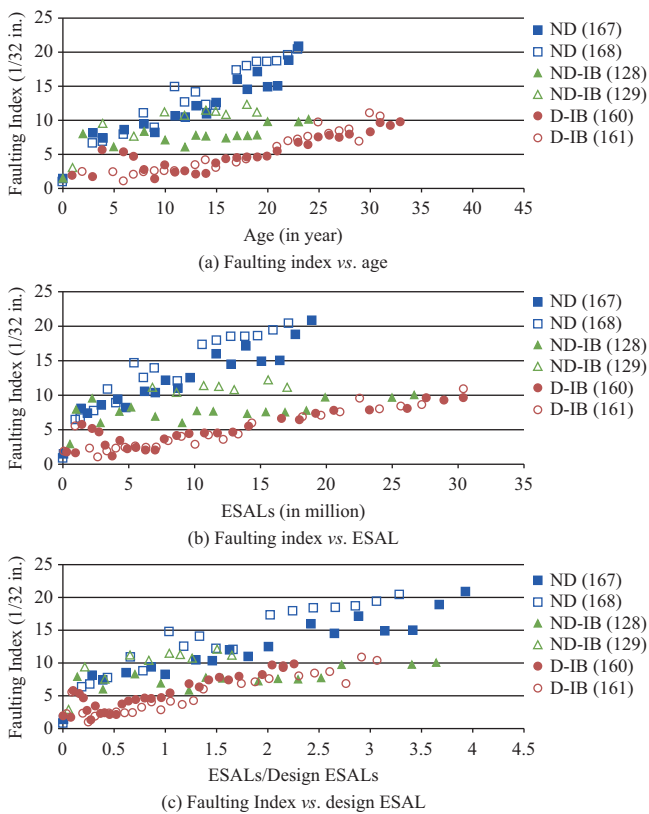 Faulting Index (1/32 in.)
25
20
15
10
5
0
0 5 10 15 20 25 30 35 40 45
Age (in year)
ND (167)
ND (168)
ND-IB (128)
ND-IB (129)
D-IB (160)
D-IB (161)
(a) Faulting index vs. age
Faulting Index (1/32 in.)
25
20
15
10
5
0
0 5 10 15 20 25 30 35
ESALs (in million)
ND (167)
ND (168)
ND-IB (128)
ND-IB (129)
D-IB (160)
D-IB (161)
(b) Faulting index vs. ESAL
Faulting Index (1/32 in.)
25
20
15
10
5
0
0 0.5 1 1.5 2 2.5 3 3.5 4 4.5
ESALs/Design ESALs
ND (167)
ND (168)
ND-IB (128)
ND-IB (129)
D-IB (160)
D-IB (161)
(c) Faulting Index vs. design ESAL